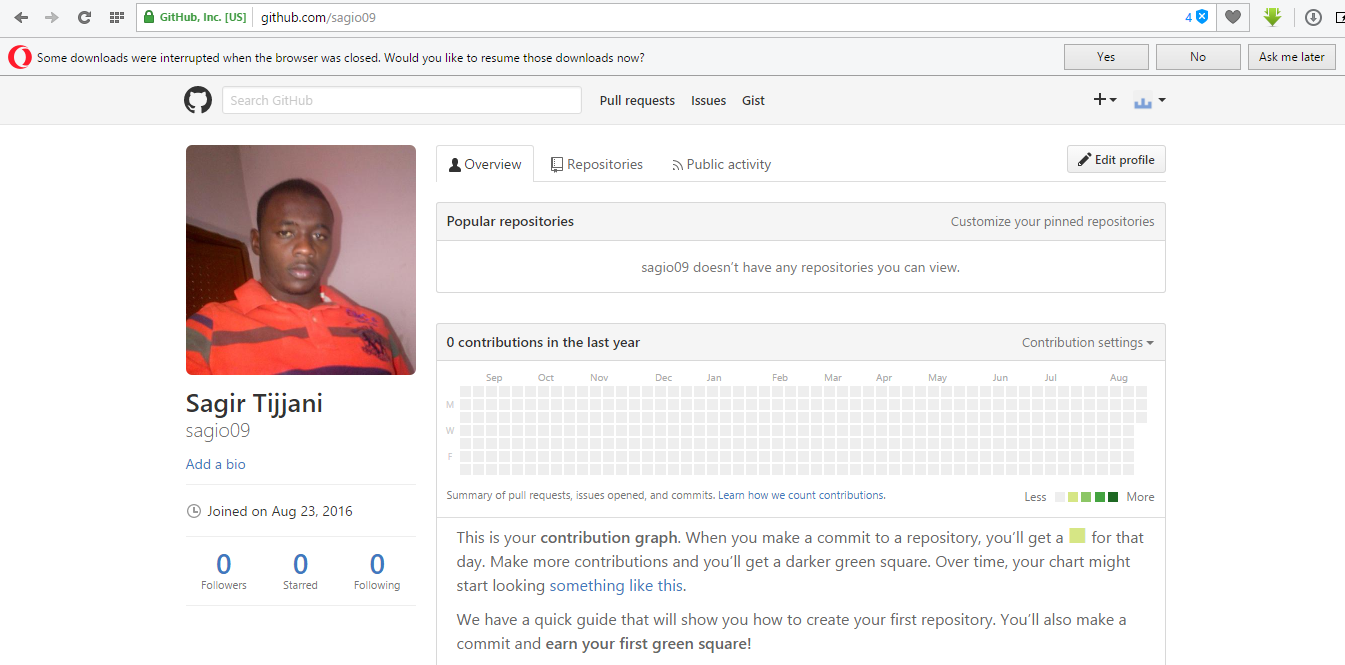 GitHub, Inc. [US] github.com/sagio09 4
Some downloads were interrupted when the browser was closed. Would you like to resume those downloads now? Yes No Ask me later
Search GitHub Pull requests Issues Gist
Overview Repositories Public activity Edit profile
Popular repositories Customize your pinned repositories
sagio09 doesn’t have any repositories you can view.
0 contributions in the last year Contribution settings
Sep Oct Nov Dec Jan Feb Mar Apr May Jun Jul Aug
M
W
F
Summary of pull requests, issues opened, and commits. Learn how we count contributions. Less More
This is your contribution graph. When you make a commit to a repository, you’ll get a for that
day. Make more contributions and you’ll get a darker green square. Over time, your chart might
start looking something like this.
We have a quick guide that will show you how to create your first repository. You’ll also make a
commit and earn your first green square!
Sagir Tijjani
sagio09
Add a bio
Joined on Aug 23, 2016
0 0 0
Followers Starred Following